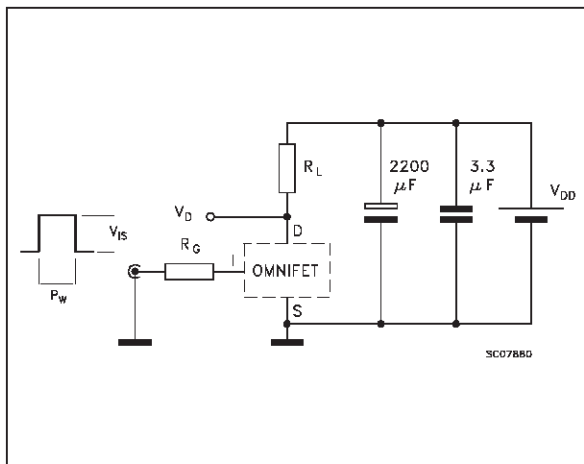 R_L
2200
μF
3.3
μF
V_DD
V_D
D
V_IS
R_G
I
OMNIFET
P_W
S
SC07880